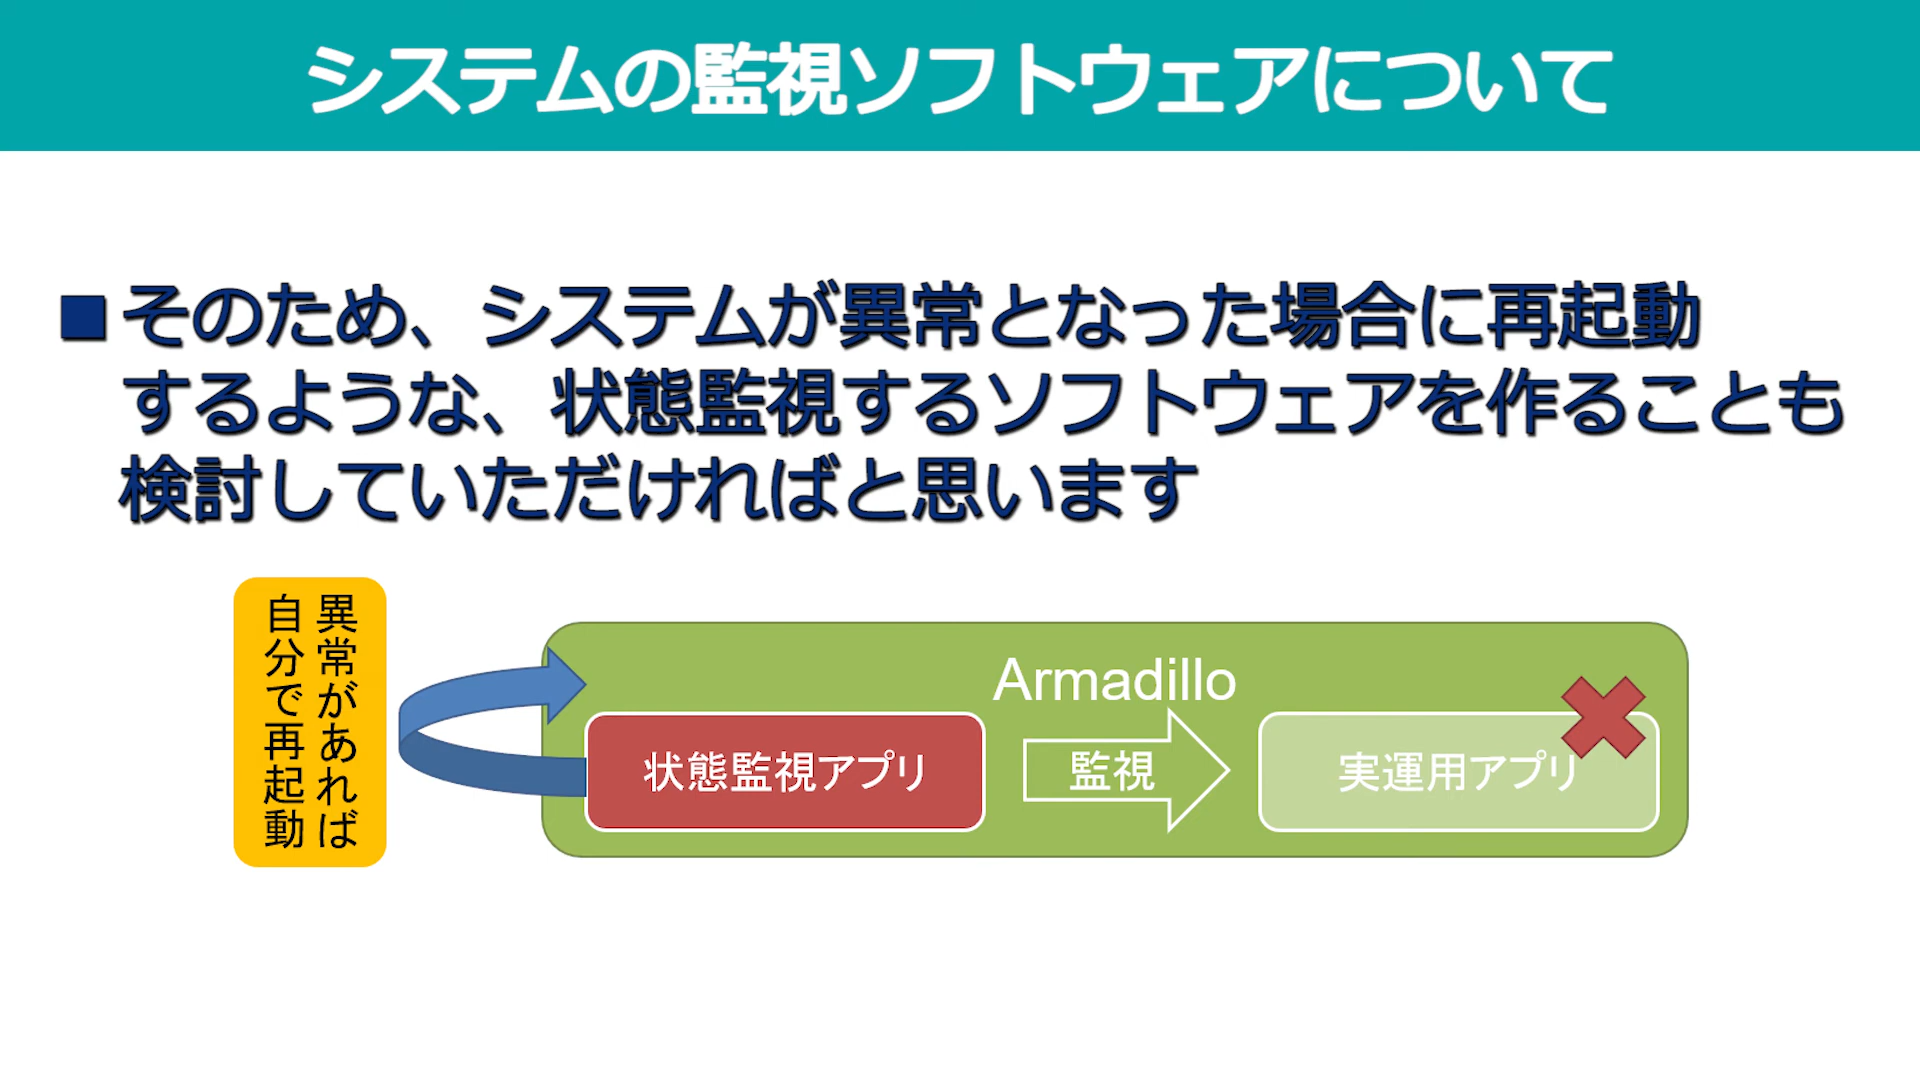 システムの監視ソフトウェアについて
■そのため、システムが異常となった場合に再起動
するような、状態監視するソフトウェアを作ることも
検討していただければと思います
異常があれば
自分で再起動
Armadillo
状態監視アプリ
監視
実運用アプリ